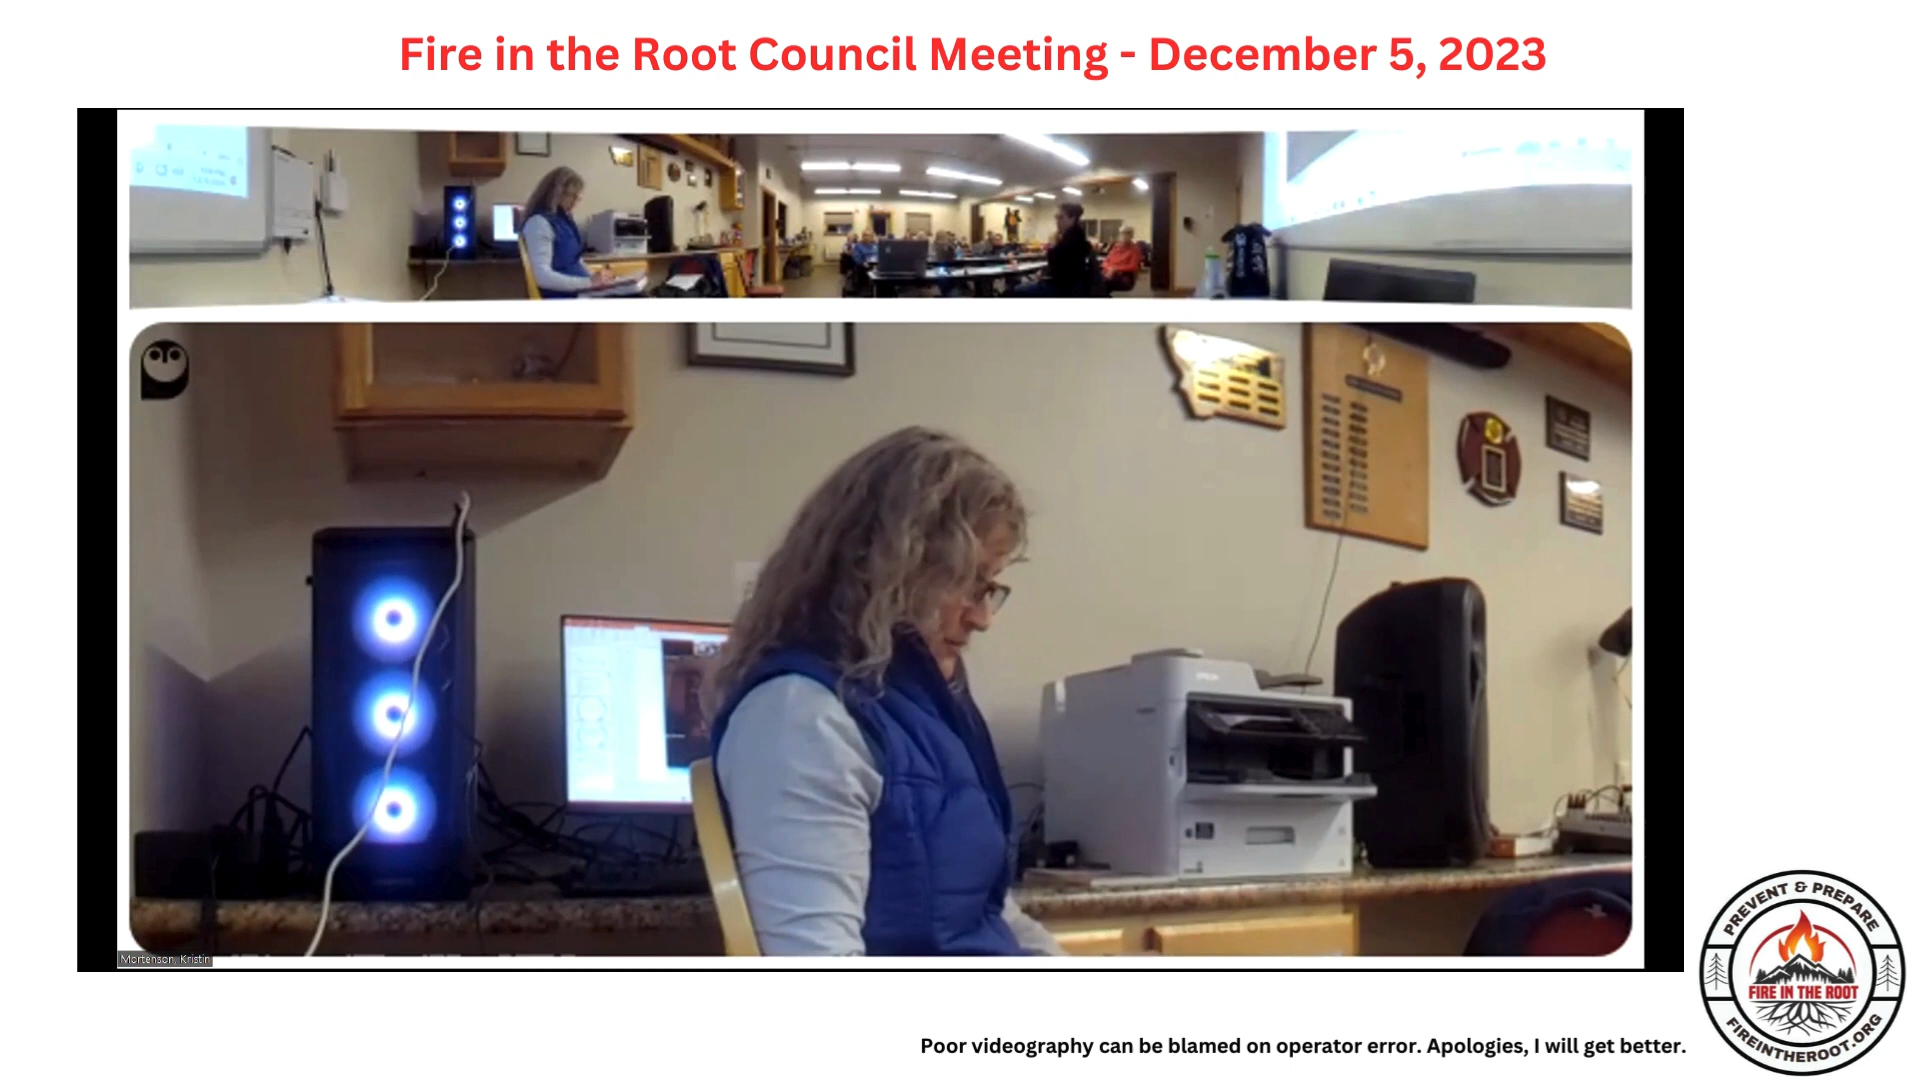 Fire in the Root Council Meeting - December 5, 2023
EPSON
Mortenson, Kristin
PREVENT & PREPARE
FIRE IN THE ROOT
FIREINTHEROOT.ORG
Poor videography can be blamed on operator error. Apologies, I will get better.